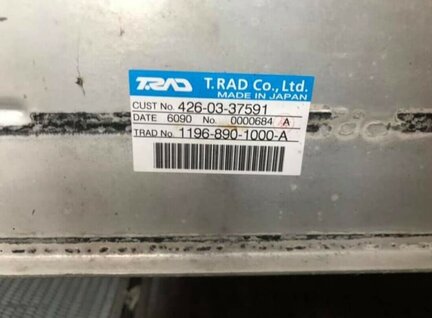 TRAD T.RAD Co., Ltd.
MADE IN JAPAN
CUST No. 426-03-37591
DATE 6090 No. 0000684 A
TRAD No. 1196-890-1000-A